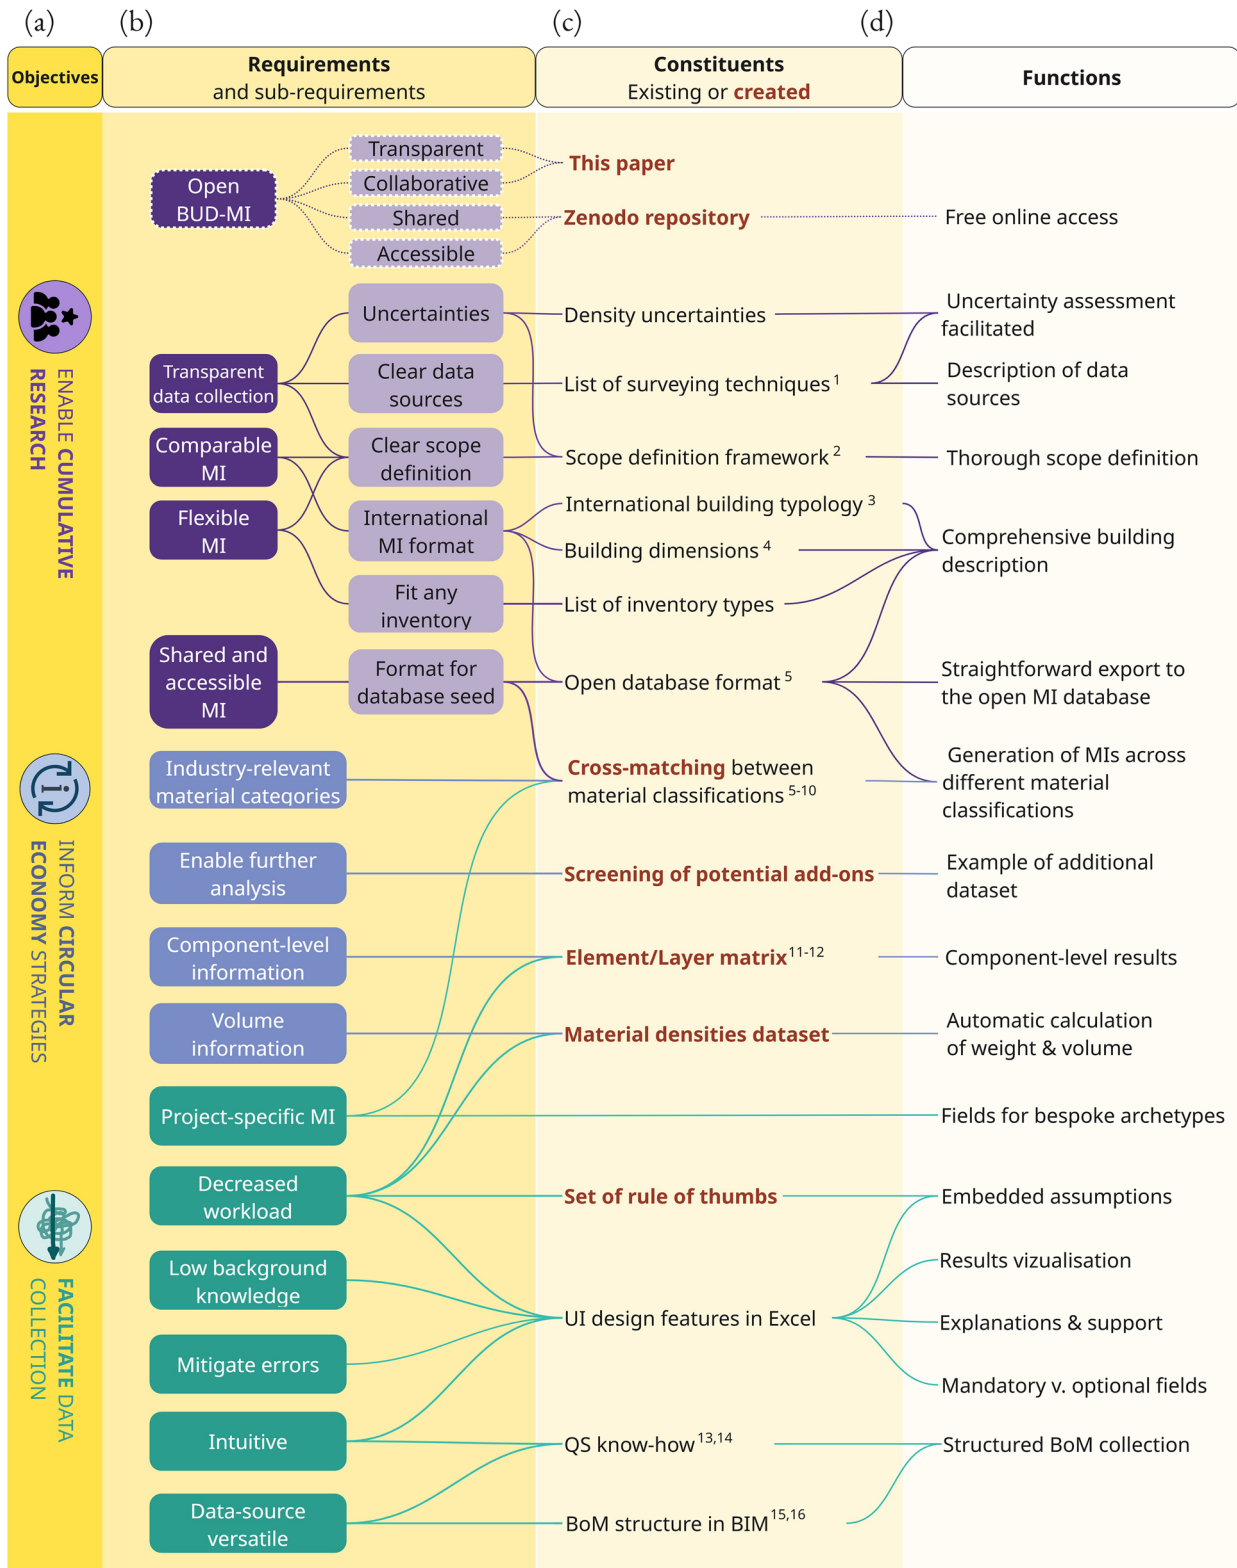 (a)
(b)
(c)
(d)
Objectives
Requirements
and sub-requirements
Constituents
Existing or created
Functions
ENABLE CUMULATIVE
RESEARCH
INFORM CIRCULAR
ECONOMY STRATEGIES
FACILITATE DATA
COLLECTION
Open
BUD-MI
Transparent
data collection
Comparable
MI
Flexible
MI
Shared and
accessible
MI
Industry-relevant
material categories
Enable further
analysis
Component-level
information
Volume
information
Project-specific MI
Decreased
workload
Low background
knowledge
Mitigate errors
Intuitive
Data-source
versatile
Transparent
Collaborative
Shared
Accessible
Uncertainties
Clear data
sources
Clear scope
definition
International
MI format
Fit any
inventory
Format for
database seed
This paper
Zenodo repository
Density uncertainties
List of surveying techniques 1
Scope definition framework 2
International building typology 3
Building dimensions 4
List of inventory types
Open database format 5
Cross-matching between
material classifications 5-10
Screening of potential add-ons
Element/Layer matrix 11-12
Material densities dataset
Set of rule of thumbs
UI design features in Excel
QS know-how 13,14
BoM structure in BIM 15,16
Free online access
Uncertainty assessment
facilitated
Description of data
sources
Thorough scope definition
Comprehensive building
description
Straightforward export to
the open MI database
Generation of MIs across
different material
classifications
Example of additional
dataset
Component-level results
Automatic calculation
of weight & volume
Fields for bespoke archetypes
Embedded assumptions
Results vizualisation
Explanations & support
Mandatory v. optional fields
Structured BoM collection